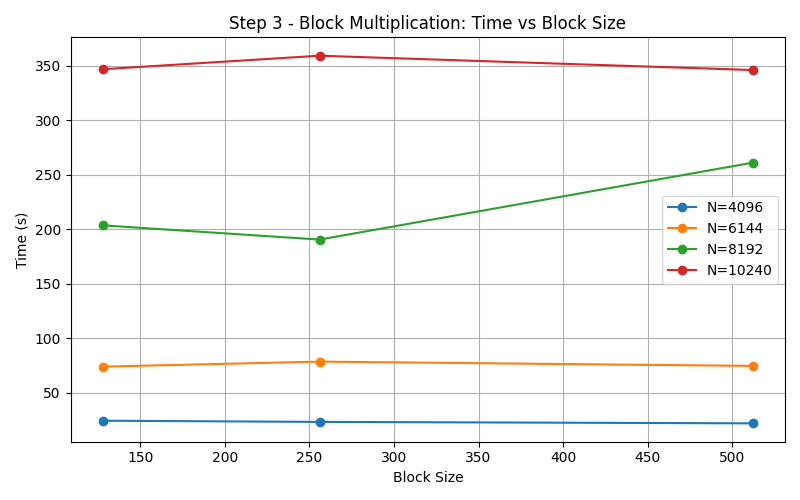 Step 3 - Block Multiplication: Time vs Block Size
Time (s)
350
300
250
200
150
100
50
N=4096
N=6144
N=8192
N=10240
150 200 250 300 350 400 450 500
Block Size